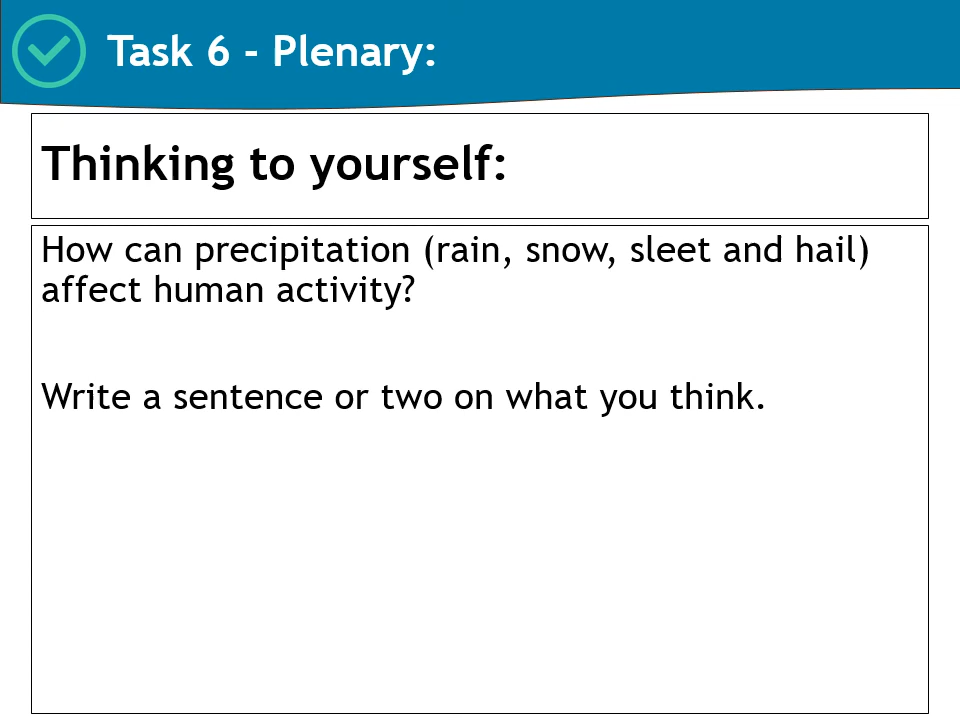 Task 6 - Plenary:
Thinking to yourself:
How can precipitation (rain, snow, sleet and hail)
affect human activity?
Write a sentence or two on what you think.